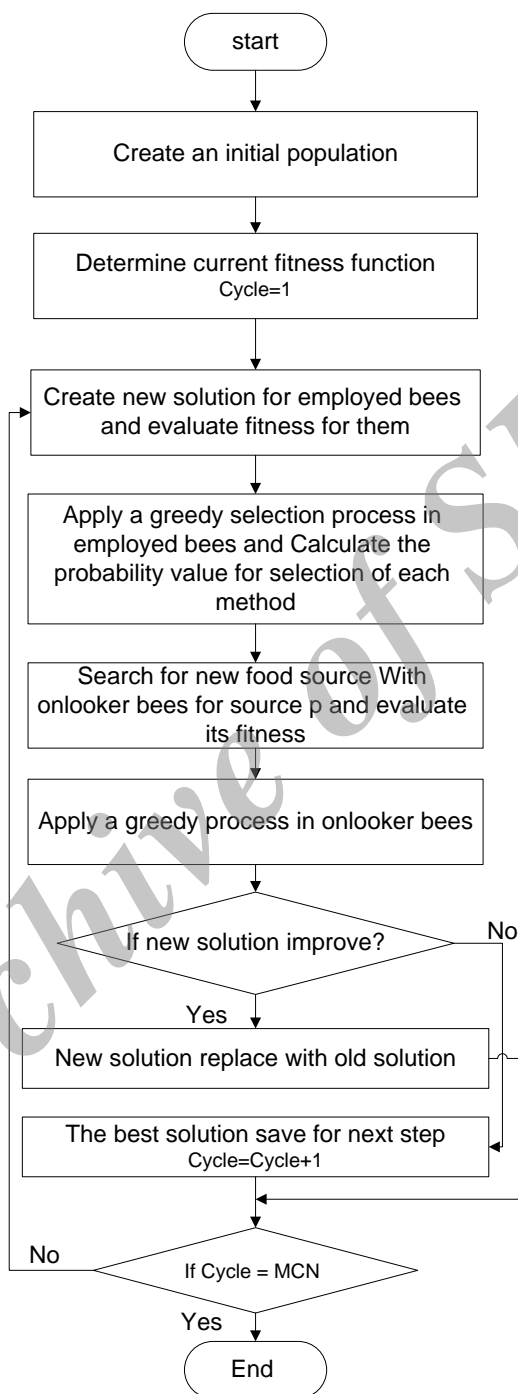 start
Create an initial population
Determine current fitness function
Cycle=1
Create new solution for employed bees
and evaluate fitness for them
Apply a greedy selection process in
employed bees and Calculate the
probability value for selection of each
method
Search for new food source With
onlooker bees for source p and evaluate
its fitness
Apply a greedy process in onlooker bees
If new solution improve?
No
Yes
New solution replace with old solution
The best solution save for next step
Cycle=Cycle+1
No
If Cycle = MCN
Yes
End